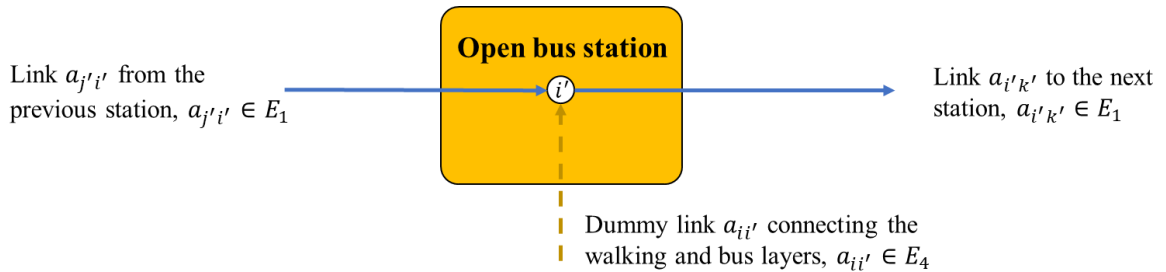 Open bus station
Link a_{j′i′} from the
previous station, a_{j′i′} ∈ E_1
i′
Link a_{i′k′} to the next
station, a_{i′k′} ∈ E_1
Dummy link a_{ii′} connecting the
walking and bus layers, a_{ii′} ∈ E_4